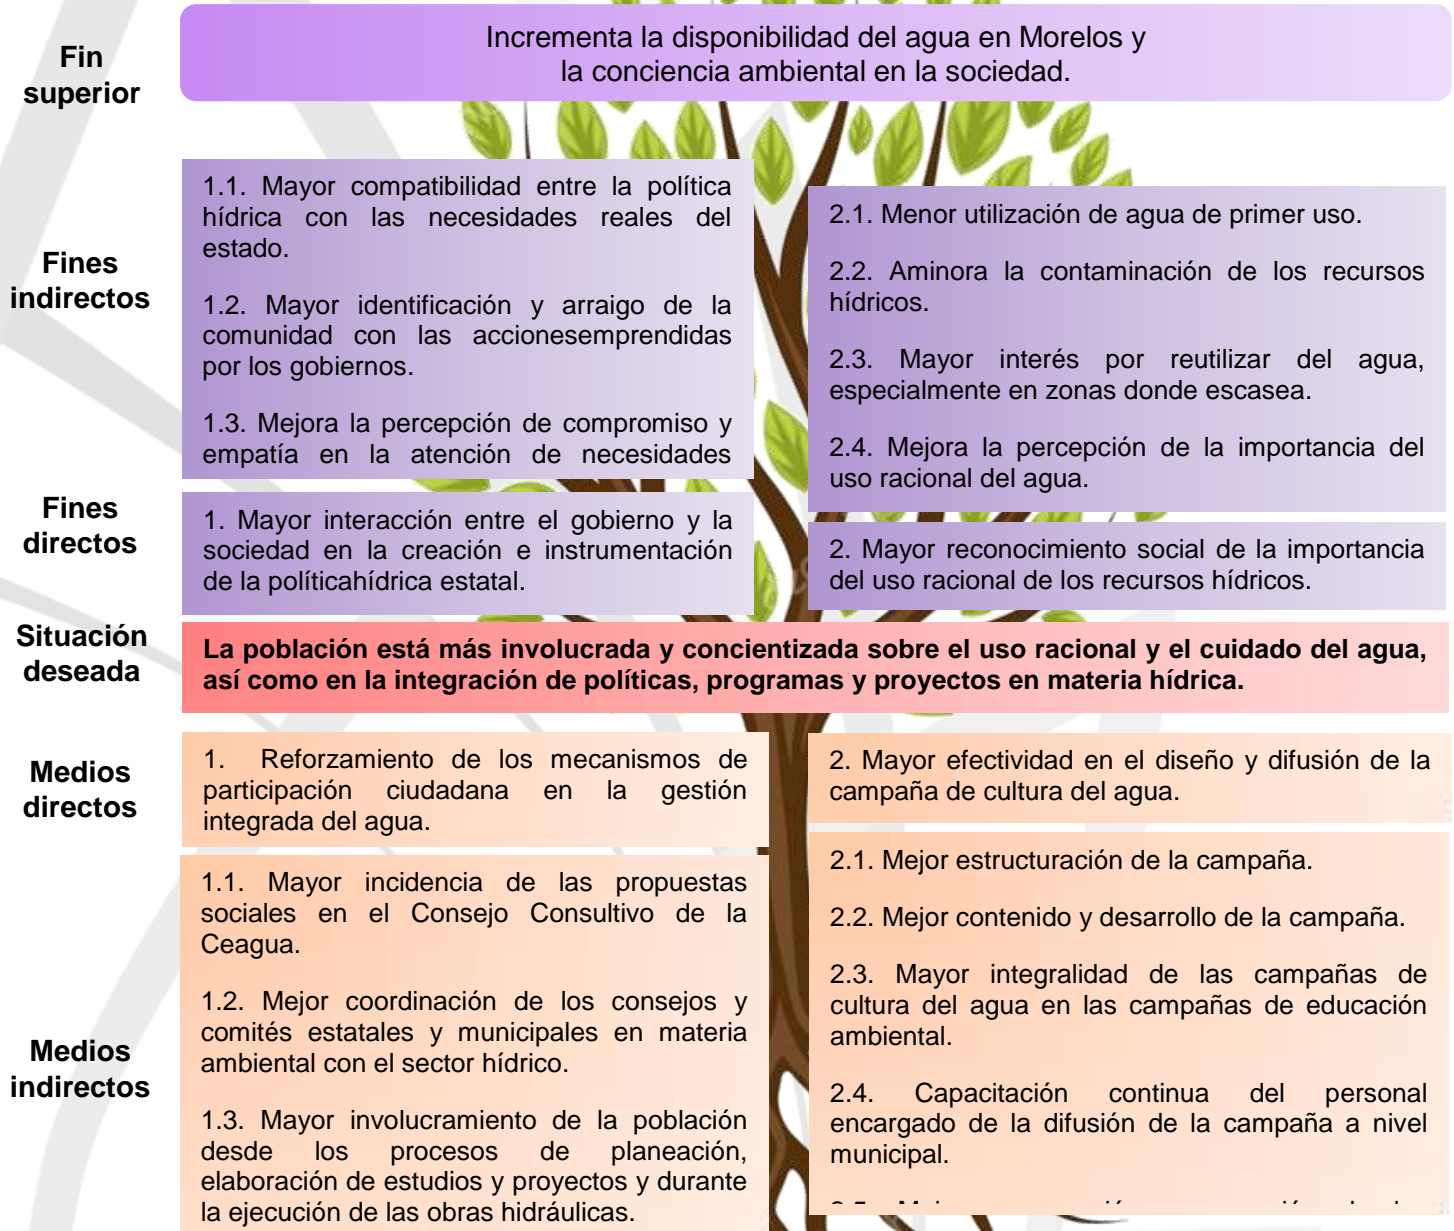 Fin
superior
Incrementa la disponibilidad del agua en Morelos y
la conciencia ambiental en la sociedad.
Fines
indirectos
1.1. Mayor compatibilidad entre la política
hídrica con las necesidades reales del
estado.
1.2. Mayor identificación y arraigo de la
comunidad con las accionesemprendidas
por los gobiernos.
1.3. Mejora la percepción de compromiso y
empatía en la atención de necesidades
2.1. Menor utilización de agua de primer uso.
2.2. Aminora la contaminación de los recursos
hídricos.
2.3. Mayor interés por reutilizar del agua,
especialmente en zonas donde escasea.
2.4. Mejora la percepción de la importancia del
uso racional del agua.
Fines
directos
1. Mayor interacción entre el gobierno y la
sociedad en la creación e instrumentación
de la políticahídrica estatal.
2. Mayor reconocimiento social de la importancia
del uso racional de los recursos hídricos.
Situación
deseada
La población está más involucrada y concientizada sobre el uso racional y el cuidado del agua,
así como en la integración de políticas, programas y proyectos en materia hídrica.
Medios
directos
1. Reforzamiento de los mecanismos de
participación ciudadana en la gestión
integrada del agua.
2. Mayor efectividad en el diseño y difusión de la
campaña de cultura del agua.
Medios
indirectos
1.1. Mayor incidencia de las propuestas
sociales en el Consejo Consultivo de la
Ceagua.
1.2. Mejor coordinación de los consejos y
comités estatales y municipales en materia
ambiental con el sector hídrico.
1.3. Mayor involucramiento de la población
desde los procesos de planeación,
elaboración de estudios y proyectos y durante
la ejecución de las obras hidráulicas.
2.1. Mejor estructuración de la campaña.
2.2. Mejor contenido y desarrollo de la campaña.
2.3. Mayor integralidad de las campañas de
cultura del agua en las campañas de educación
ambiental.
2.4. Capacitación continua del personal
encargado de la difusión de la campaña a nivel
municipal.